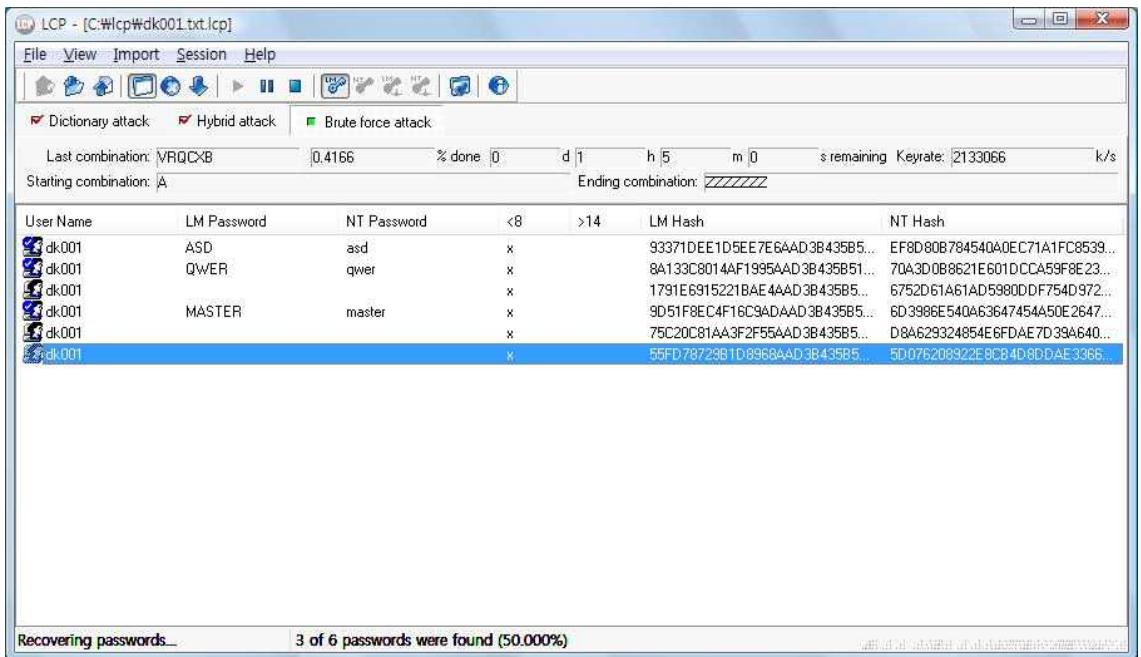 LCP - [C:₩lcp₩dk001.txt.lcp]
File View Import Session Help
Dictionary attack Hybrid attack Brute force attack
Last combination: VRQCXB 0.4166 % done 0 d 1 h 5 m 0 s remaining Keyrate: 2133066 k/s
Starting combination: A Ending combination: ZZZZZZZ
User Name LM Password NT Password <8 >14 LM Hash NT Hash
dk001 ASD asd x 93371DEE1D5EE7E6AAD3B435B5... EF8D80B784540A0EC71A1FC8539...
dk001 QWER qwer x 8A133C8014AF1995AAD3B435B51... 70A3D0B8621E601DCCA59F8E23...
dk001 x 1791E6915221BAE4AAD3B435B5... 6752D61A61AD5980DDF754D972...
dk001 MASTER master x 9D51F8EC4F16C9ADAAD3B435B5... 6D3986E540A63647454A50E2647...
dk001 x 75C20C81AA3F2F55AAD3B435B5... D8A629324854E6FDAE7D39A640...
dk001 x 55FD78729B1D8968AAD3B435B5... 5D076208922E8CB4D8DDAE3366...
Recovering passwords... 3 of 6 passwords were found (50.000%)